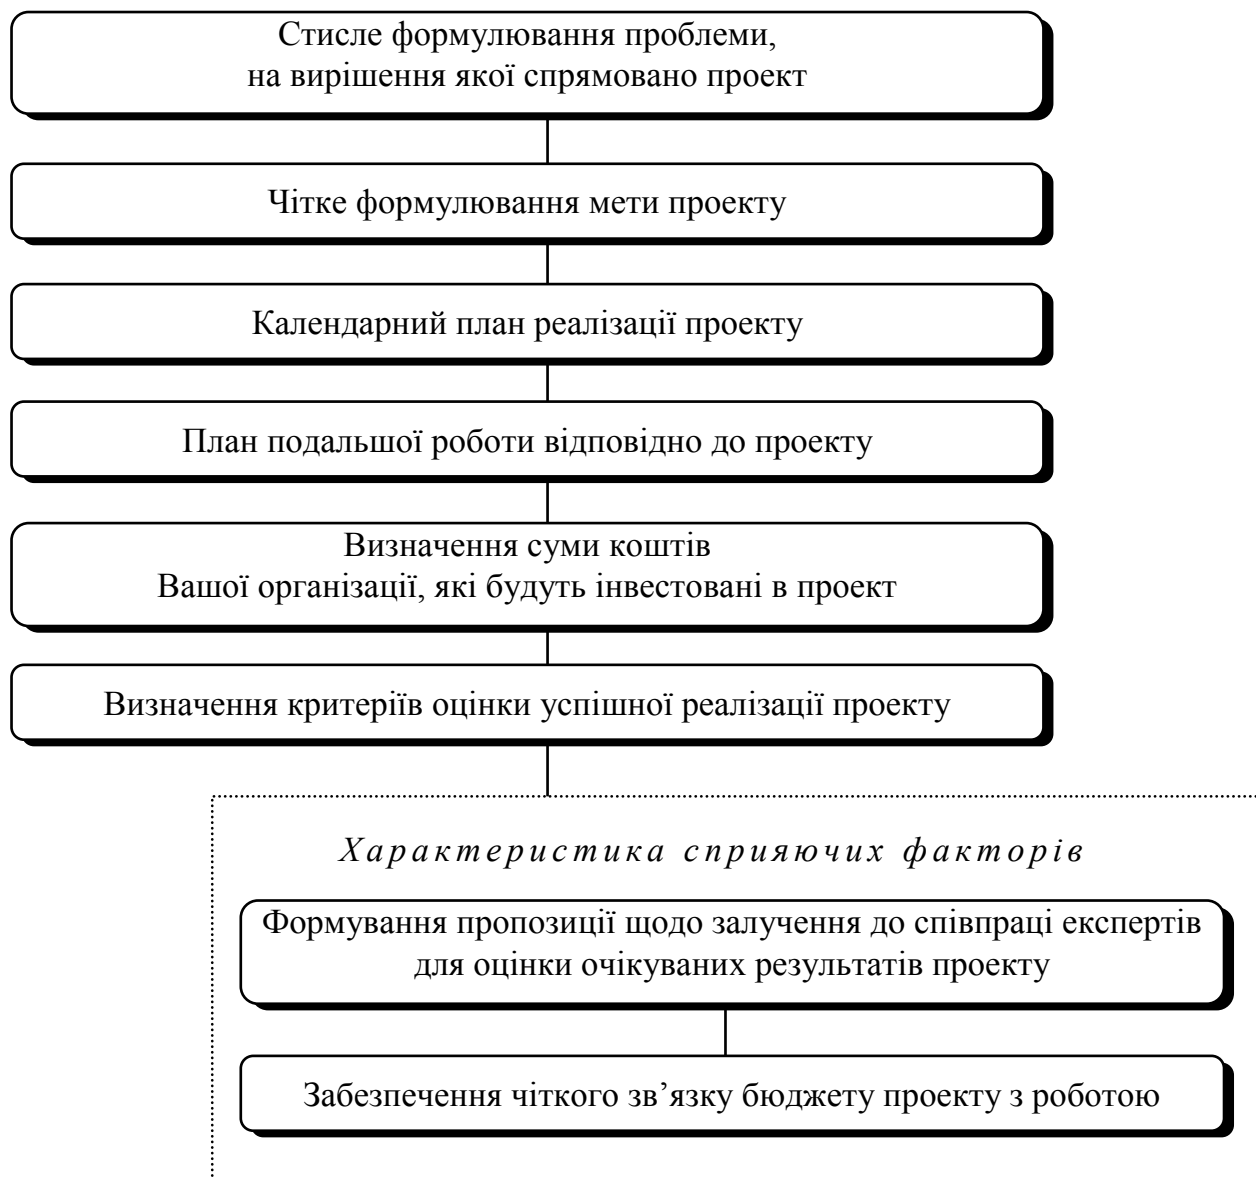 Стисле формулювання проблеми,
на вирішення якої спрямовано проект
Чітке формулювання мети проекту
Календарний план реалізації проекту
План подальшої роботи відповідно до проекту
Визначення суми коштів
Вашої організації, які будуть інвестовані в проект
Визначення критеріїв оцінки успішної реалізації проекту
Характеристика сприяючих факторів
Формування пропозиції щодо залучення до співпраці експертів
для оцінки очікуваних результатів проекту
Забезпечення чіткого зв’язку бюджету проекту з роботою